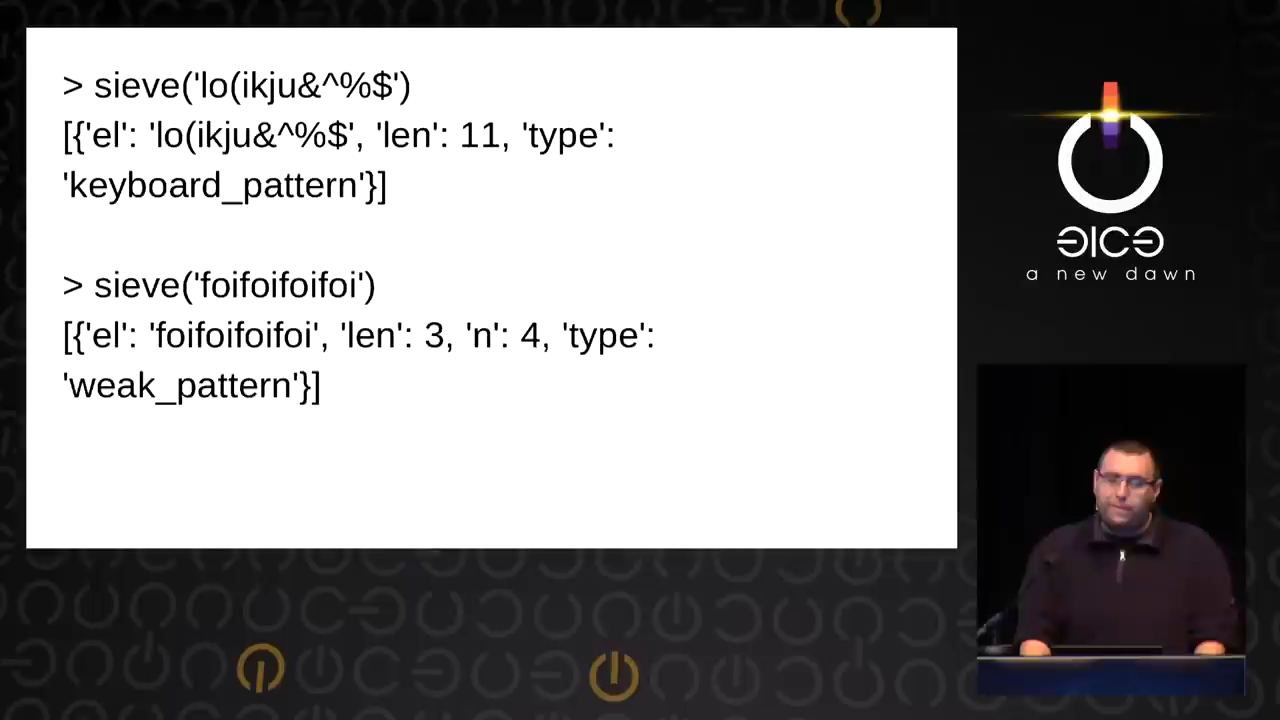 > sieve('lo(ikju&^%$')
[{'el': 'lo(ikju&^%$', 'len': 11, 'type':
'keyboard_pattern'}]
> sieve('foifoifoifoi')
[{'el': 'foifoifoifoi', 'len': 3, 'n': 4, 'type':
'weak_pattern'}]
ƎICƎ
a new dawn